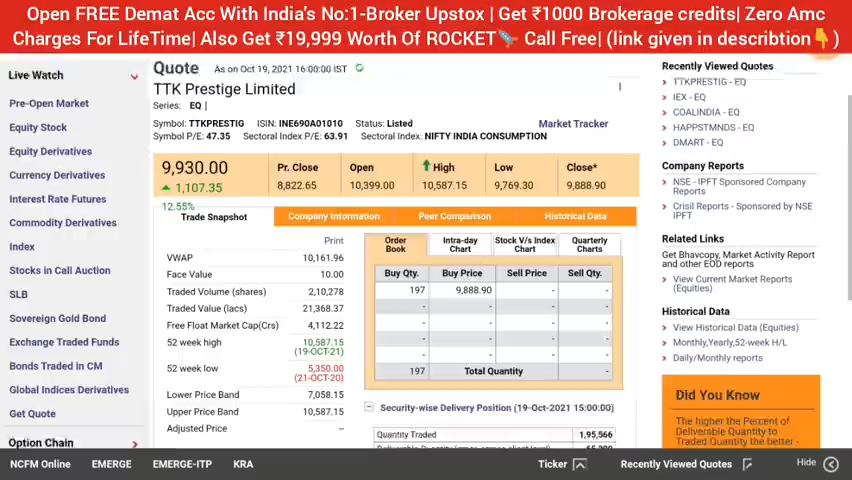 Open FREE Demat Acc With India's No:1-Broker Upstox | Get ₹1000 Brokerage credits| Zero Amc
Charges For LifeTime| Also Get ₹19,999 Worth Of ROCKET🚀 Call Free| (link given in describtion👇)
Live Watch
Pre-Open Market
Equity Stock
Equity Derivatives
Currency Derivatives
Interest Rate Futures
Commodity Derivatives
Index
Stocks in Call Auction
SLB
Sovereign Gold Bond
Exchange Traded Funds
Bonds Traded in CM
Global Indices Derivatives
Get Quote
Option Chain
Quote As on Oct 19, 2021 16:00:00 IST
TTK Prestige Limited
Series: EQ |
Symbol: TTKPRESTIG ISIN: INE690A01010 Status: Listed Market Tracker
Symbol P/E: 47.35 Sectoral Index P/E: 63.91 Sectoral Index: NIFTY INDIA CONSUMPTION
9,930.00 Pr. Close Open High Low Close*
1,107.35 8,822.65 10,399.00 10,587.15 9,769.30 9,888.90
12.55%
Trade Snapshot Company Information Peer Comparison Historical Data
Print
VWAP 10,161.96
Face Value 10.00
Traded Volume (shares) 2,10,278
Traded Value (lacs) 21,368.37
Free Float Market Cap(Crs) 4,112.22
52 week high 10,587.15
(19-OCT-21)
52 week low 5,350.00
(21-OCT-20)
Lower Price Band 7,058.15
Upper Price Band 10,587.15
Adjusted Price --
Order Book Intra-day Chart Stock V/s Index Chart Quarterly Charts
Buy Qty. Buy Price Sell Price Sell Qty.
197 9,888.90 - -
- - - -
- - - -
- - - -
- - - -
197 Total Quantity -
Security-wise Delivery Position (19-Oct-2021 15:00:00)
Quantity Traded 1,95,566
Recently Viewed Quotes
TTKPRESTIG - EQ
IEX - EQ
COALINDIA - EQ
HAPPSTMNDS - EQ
DMART - EQ
Company Reports
NSE - IPFT Sponsored Company
Reports
Crisil Reports - Sponsored by NSE
IPFT
Related Links
Get Bhavcopy, Market Activity Report
and other EOD reports
View Current Market Reports
(Equities)
Historical Data
View Historical Data (Equities)
Monthly,Yearly,52-week H/L
Daily/Monthly reports
Did You Know
The higher the Percent of
Deliverable Quantity to
Traded Quantity the better -
NCFM Online EMERGE EMERGE-ITP KRA Ticker Recently Viewed Quotes Hide